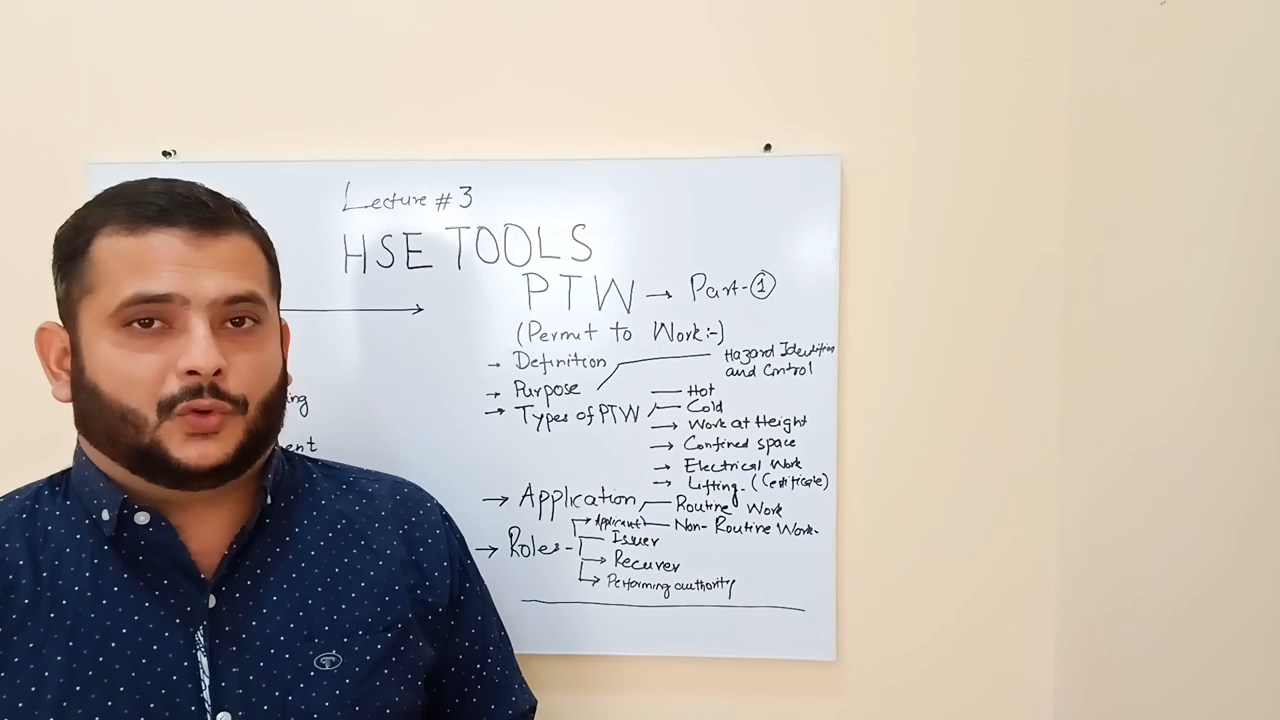 Lecture # 3
HSE TOOLS
PTW → Part-①
(Permit to Work:-)
→ Definition
Hazard Identification
and Control
→ Purpose
→ Types of PTW
Hot
Cold
→ Work at Height
→ Confined space
→ Electrical Work
→ Lifting. (Certificate)
→ Application
Routine Work
→ Applicant
Non-Routine Work.
→ Roles-
Issuer
→ Reciever
→ Performing authority
ing
ent
T